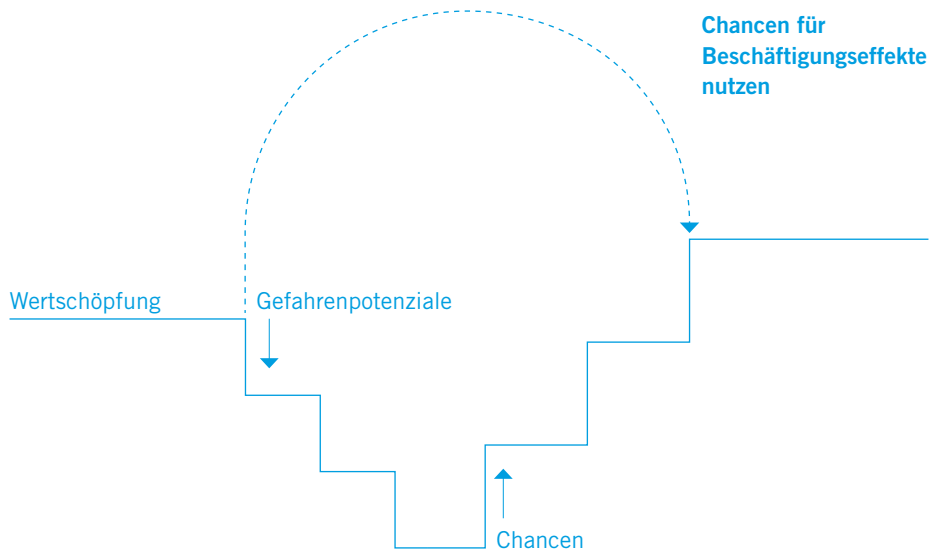 Chancen für
Beschäftigungseffekte
nutzen
Wertschöpfung
Gefahrenpotenziale
Chancen